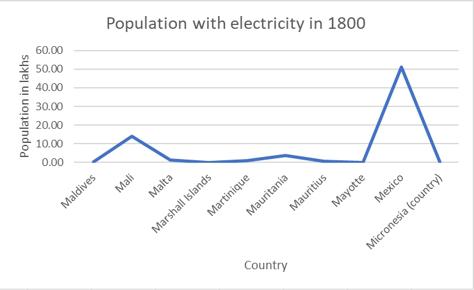 Population with electricity in 1800
Population in lakhs
60.00
50.00
40.00
30.00
20.00
10.00
0.00
Maldives
Mali
Malta
Marshall Islands
Martinique
Mauritania
Mauritius
Mayotte
Mexico
Micronesia (country)
Country